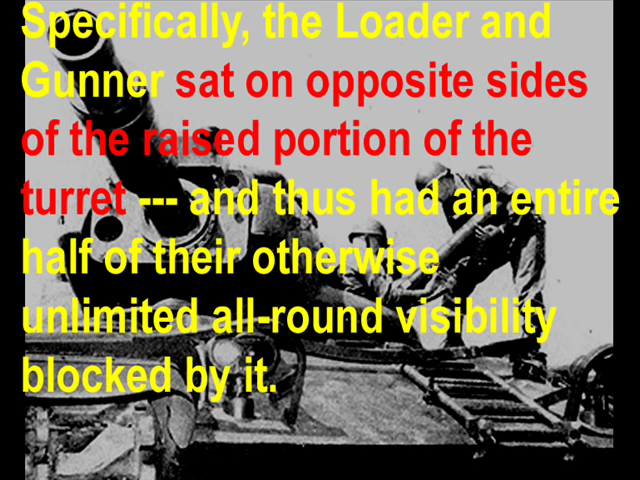 Specifically, the Loader and
Gunner sat on opposite sides
of the raised portion of the
turret --- and thus had an entire
half of their otherwise
unlimited all-round visibility
blocked by it.